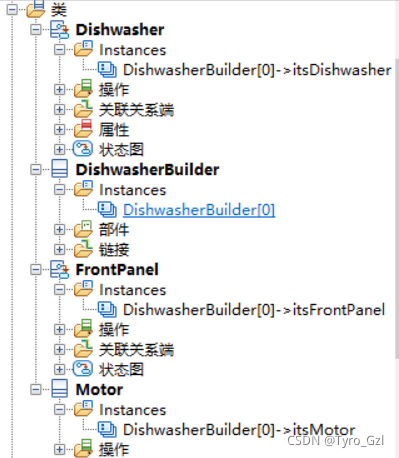 类
Dishwasher
Instances
DishwasherBuilder[0]->itsDishwasher
操作
关联关系端
属性
状态图
DishwasherBuilder
Instances
DishwasherBuilder[0]
部件
链接
FrontPanel
Instances
DishwasherBuilder[0]->itsFrontPanel
操作
关联关系端
状态图
Motor
Instances
DishwasherBuilder[0]->itsMotor
操作
CSDN @Tyro_Gzl